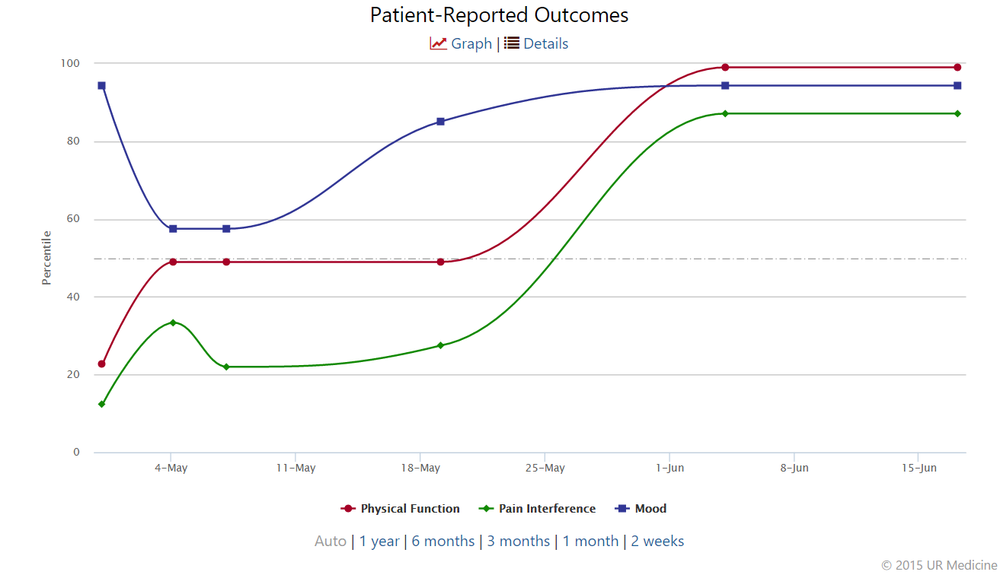 Patient-Reported Outcomes
Graph | Details
100
80
60
40
20
0
Percentile
4-May 11-May 18-May 25-May 1-Jun 8-Jun 15-Jun
Physical Function Pain Interference Mood
Auto | 1 year | 6 months | 3 months | 1 month | 2 weeks
© 2015 UR Medicine